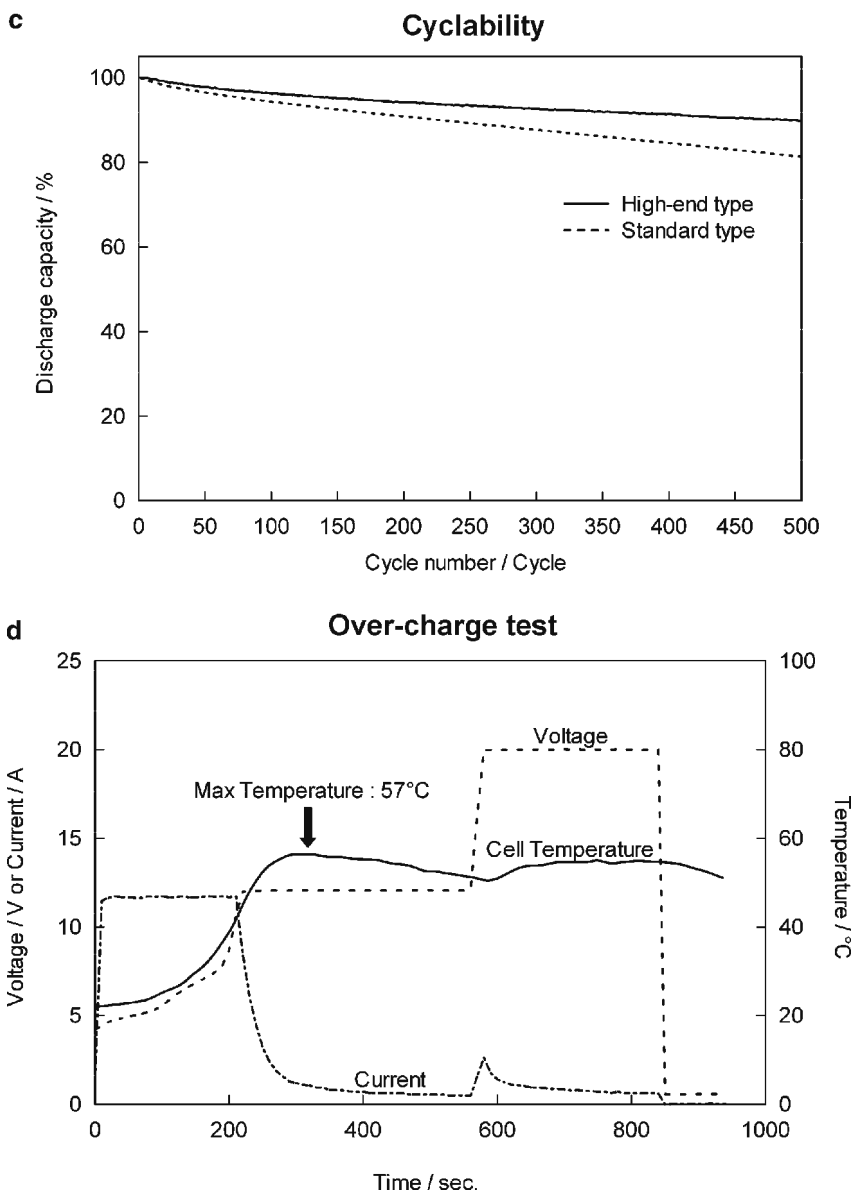 c
Cyclability
100
80
60
40
20
0
Discharge capacity / %
High-end type
Standard type
0 50 100 150 200 250 300 350 400 450 500
Cycle number / Cycle
d
Over-charge test
25
20
15
10
5
0
Voltage / V or Current / A
100
80
60
40
20
0
Temperature / °C
Voltage
Max Temperature : 57°C
Cell Temperature
Current
0 200 400 600 800 1000
Time / sec.